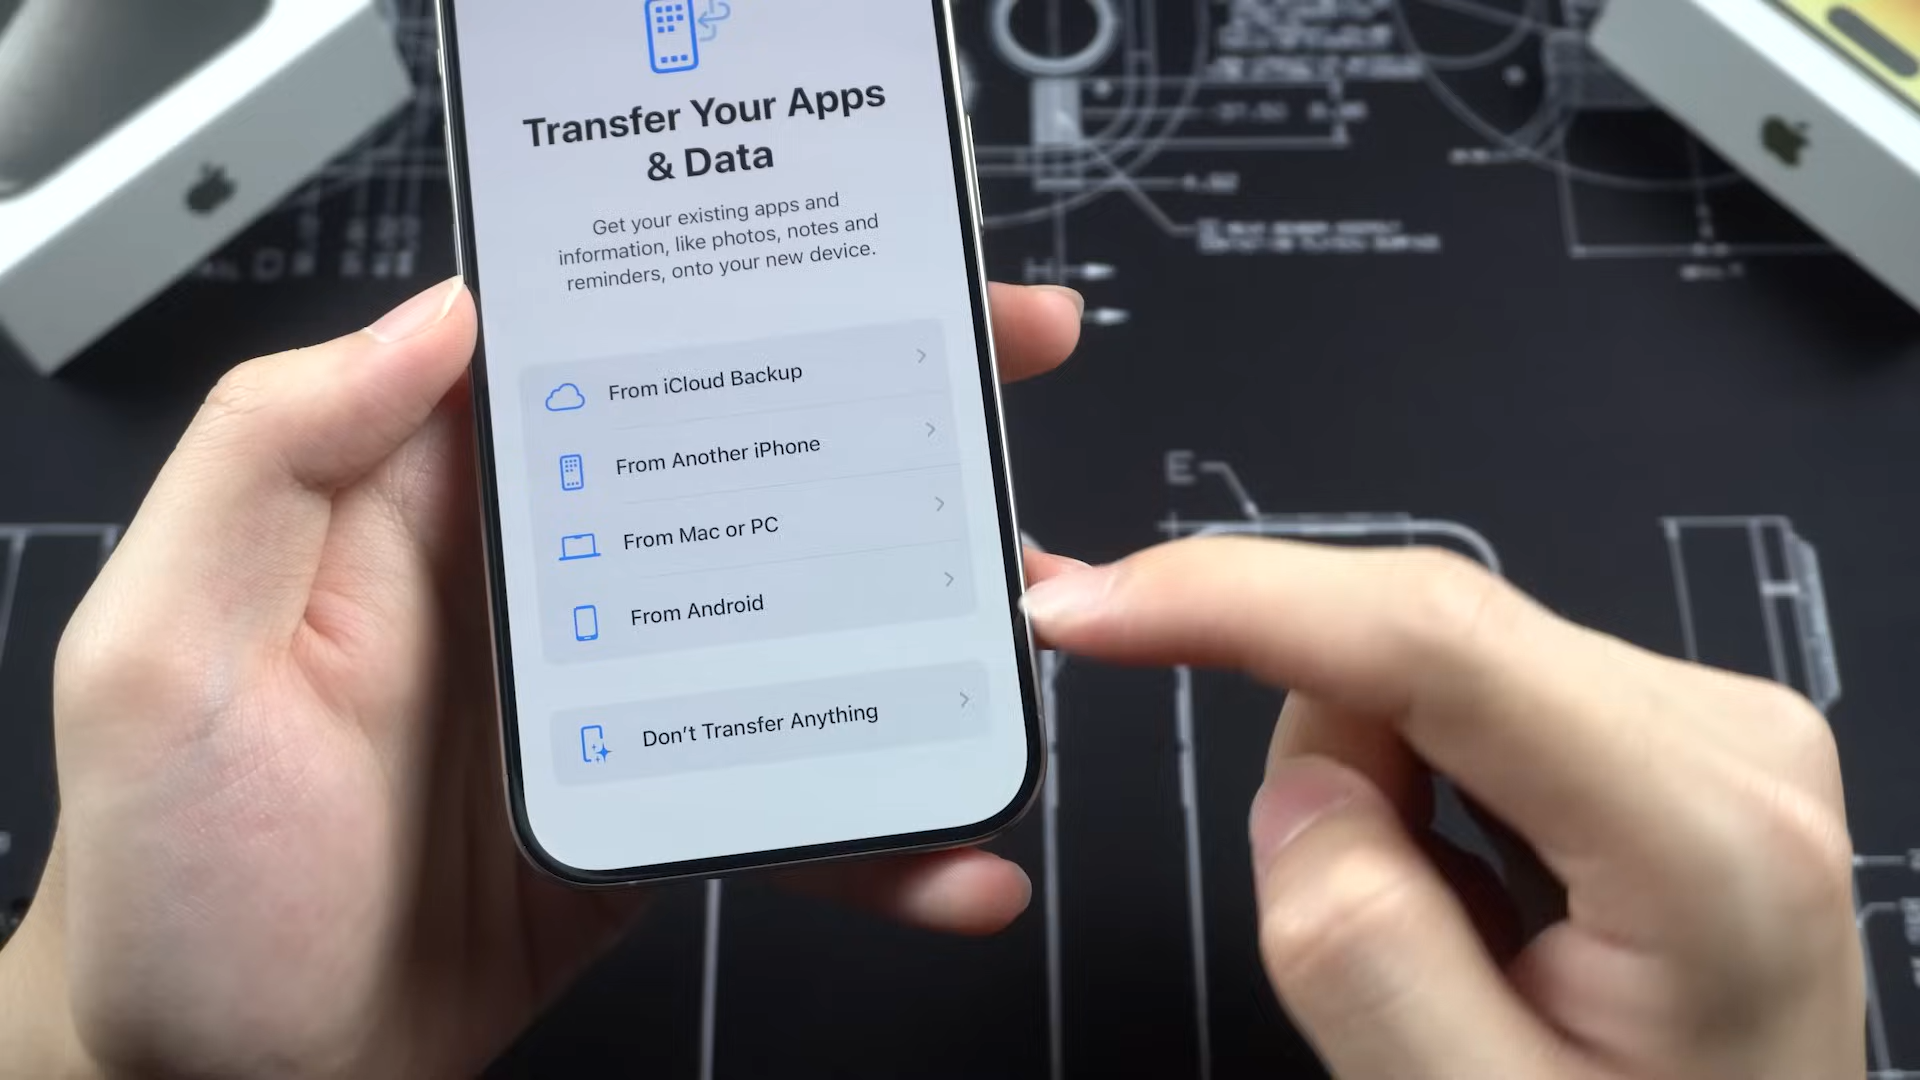 Transfer Your Apps
& Data
Get your existing apps and
information, like photos, notes and
reminders, onto your new device.
From iCloud Backup
From Another iPhone
From Mac or PC
From Android
Don’t Transfer Anything
E